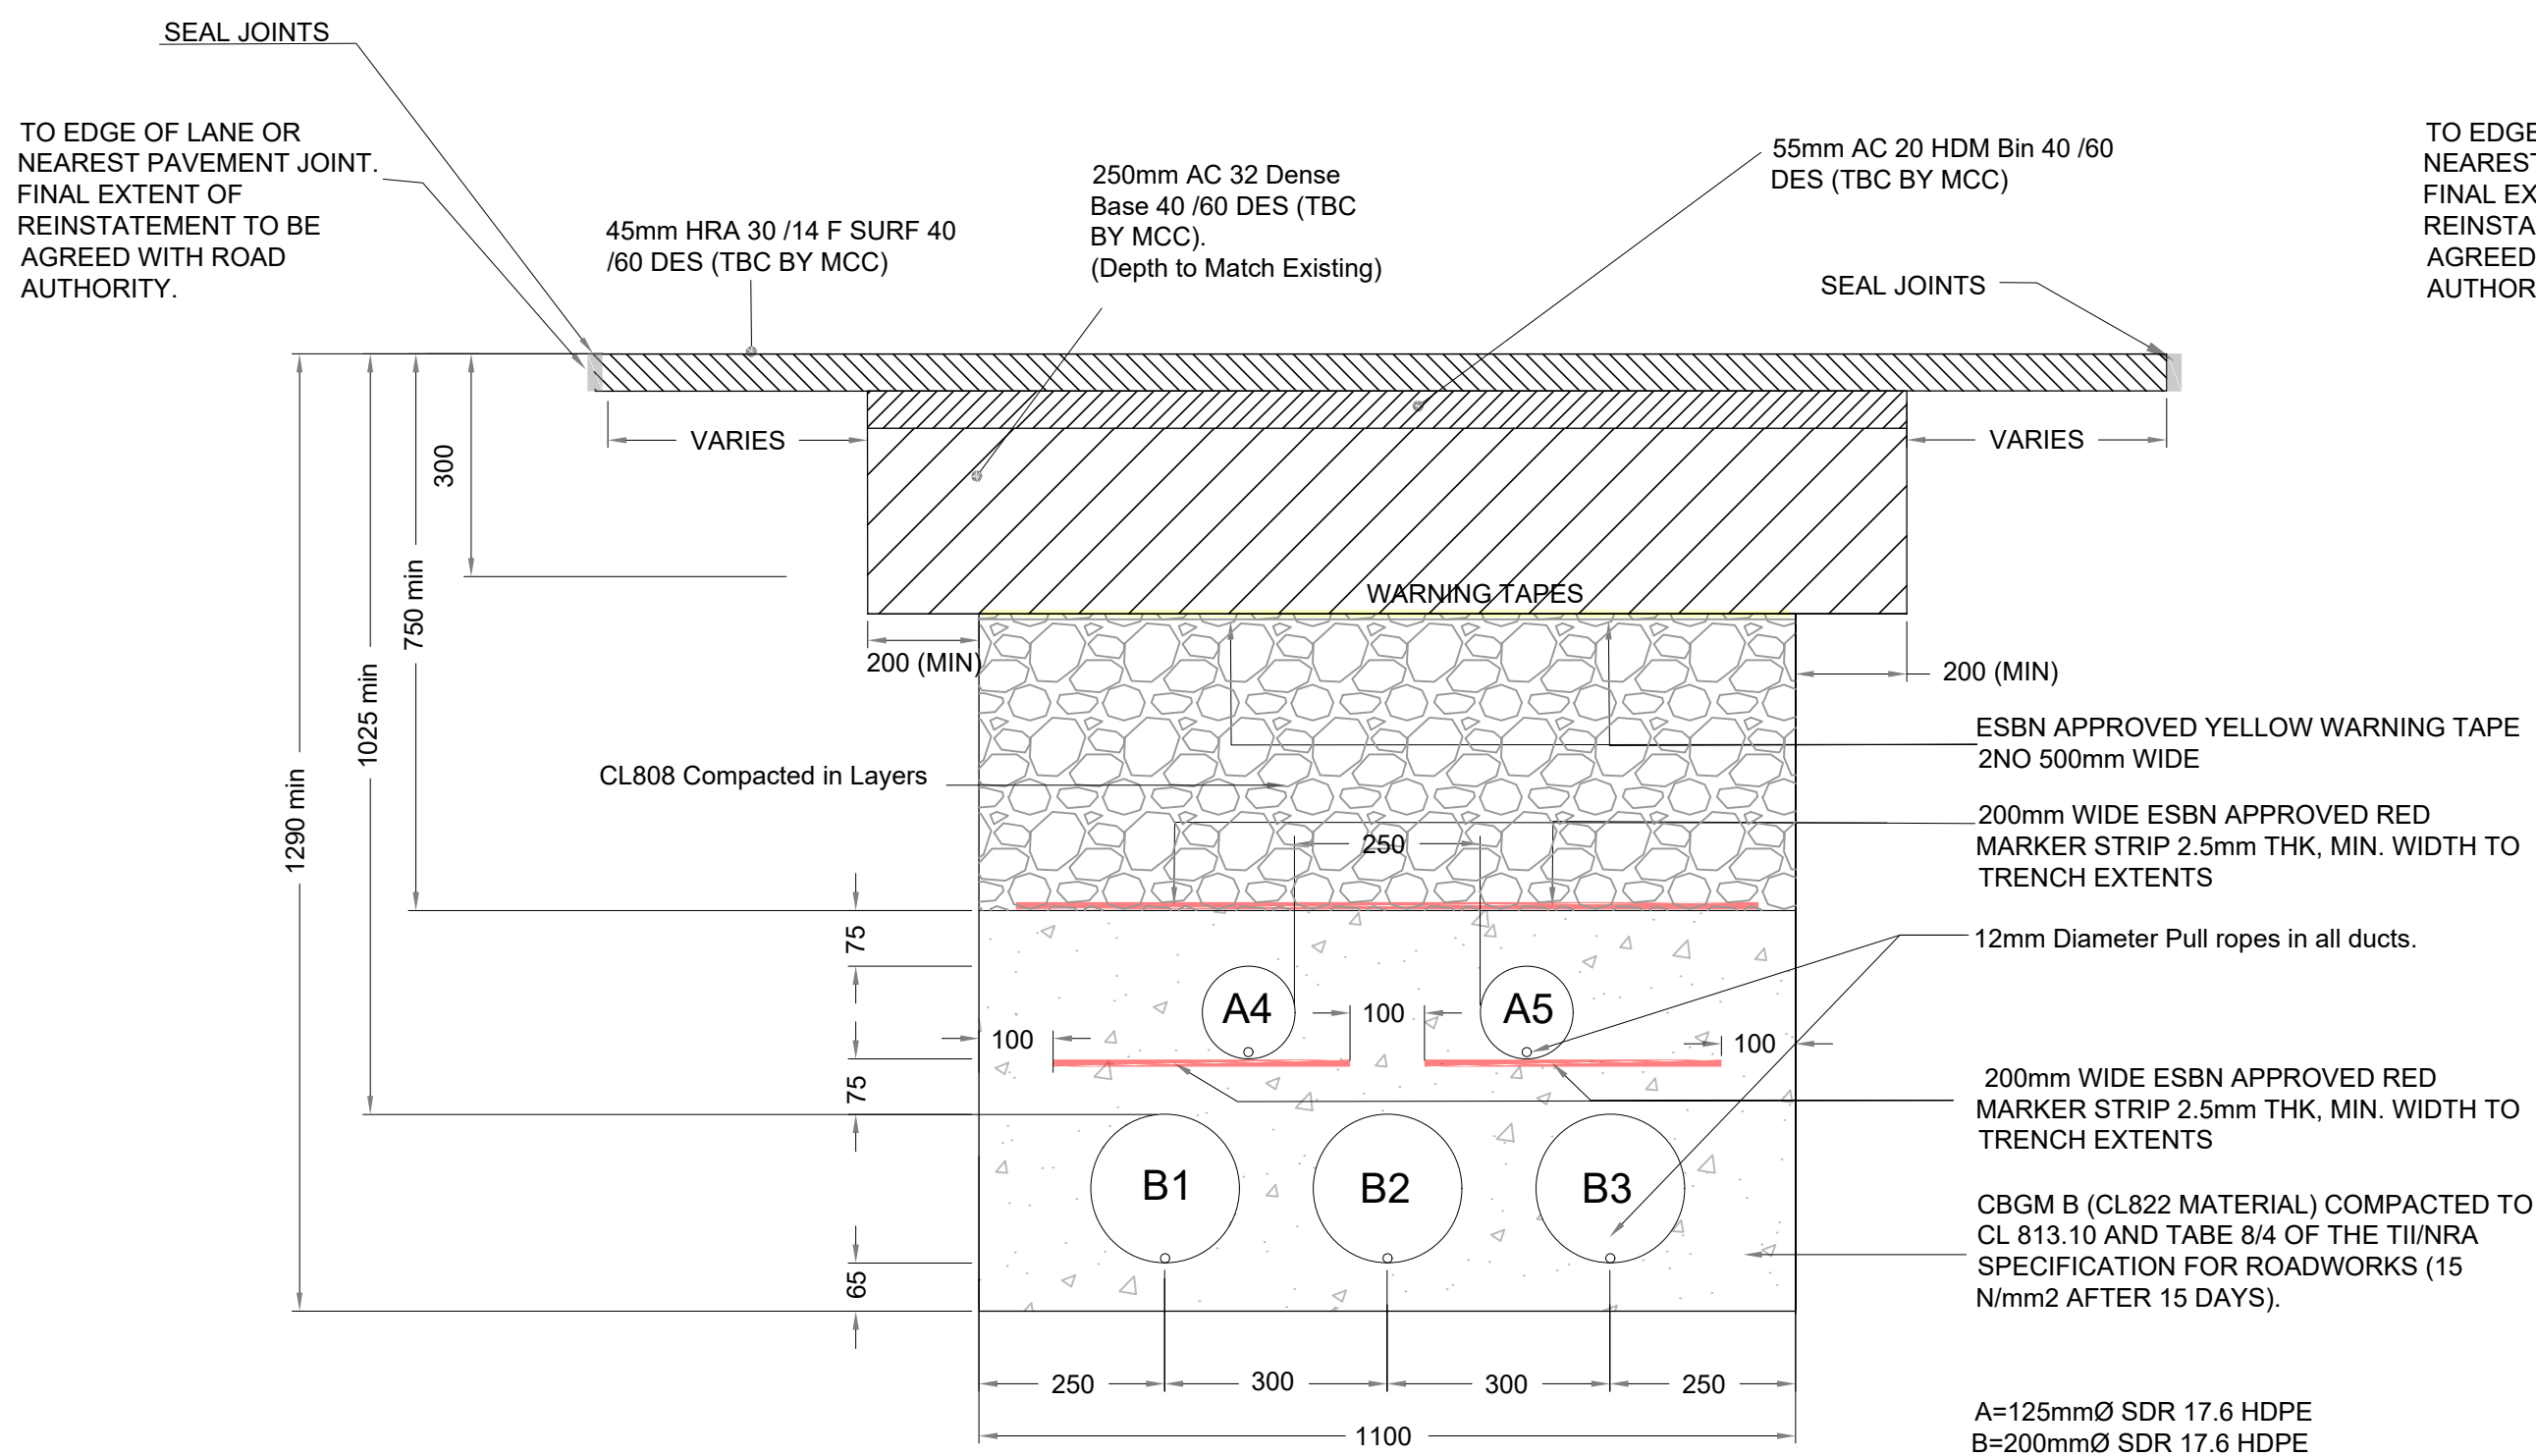 SEAL JOINTS
TO EDGE OF LANE OR
NEAREST PAVEMENT JOINT.
FINAL EXTENT OF
REINSTATEMENT TO BE
AGREED WITH ROAD
AUTHORITY.
45mm HRA 30 /14 F SURF 40
/60 DES (TBC BY MCC)
250mm AC 32 Dense
Base 40 /60 DES (TBC
BY MCC).
(Depth to Match Existing)
55mm AC 20 HDM Bin 40 /60
DES (TBC BY MCC)
SEAL JOINTS
TO EDGE
NEAREST
FINAL EX
REINSTA
AGREED
AUTHOR
VARIES
VARIES
300
750 min
1025 min
1290 min
WARNING TAPES
200 (MIN)
200 (MIN)
ESBN APPROVED YELLOW WARNING TAPE
2NO 500mm WIDE
CL808 Compacted in Layers
200mm WIDE ESBN APPROVED RED
MARKER STRIP 2.5mm THK, MIN. WIDTH TO
TRENCH EXTENTS
250
75
12mm Diameter Pull ropes in all ducts.
A4
A5
100
100
100
75
200mm WIDE ESBN APPROVED RED
MARKER STRIP 2.5mm THK, MIN. WIDTH TO
TRENCH EXTENTS
B1
B2
B3
CBGM B (CL822 MATERIAL) COMPACTED TO
CL 813.10 AND TABE 8/4 OF THE TII/NRA
SPECIFICATION FOR ROADWORKS (15
N/mm2 AFTER 15 DAYS).
65
250
300
300
250
1100
A=125mmØ SDR 17.6 HDPE
B=200mmØ SDR 17.6 HDPE